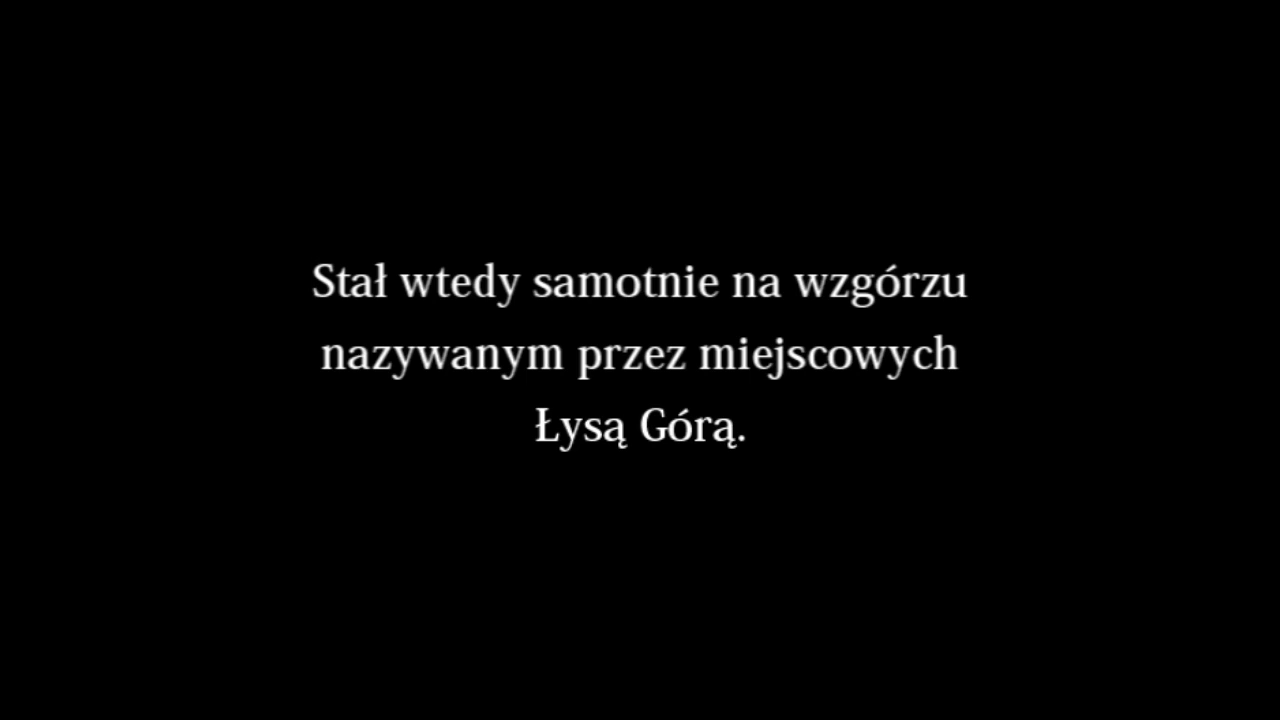 Stał wtedy samotnie na wzgórzu
nazywanym przez miejscowych
Łysą Górą.